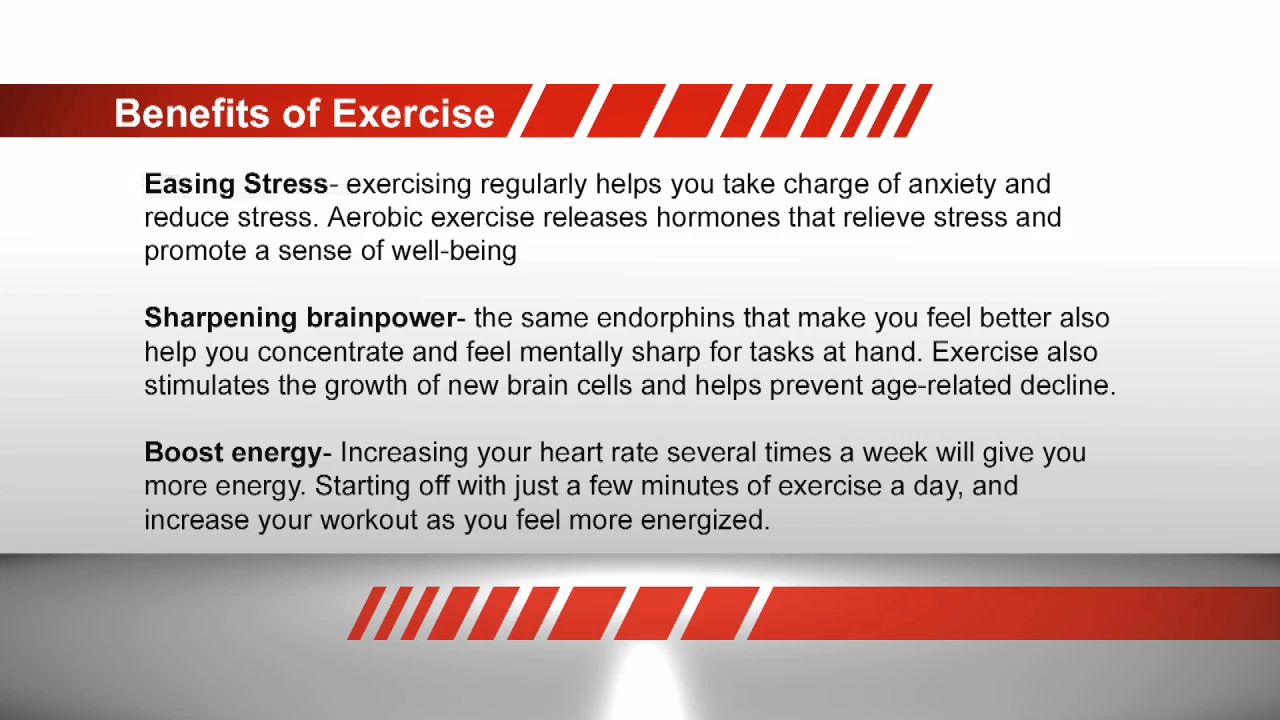 Benefits of Exercise
Easing Stress- exercising regularly helps you take charge of anxiety and
reduce stress. Aerobic exercise releases hormones that relieve stress and
promote a sense of well-being
Sharpening brainpower- the same endorphins that make you feel better also
help you concentrate and feel mentally sharp for tasks at hand. Exercise also
stimulates the growth of new brain cells and helps prevent age-related decline.
Boost energy- Increasing your heart rate several times a week will give you
more energy. Starting off with just a few minutes of exercise a day, and
increase your workout as you feel more energized.